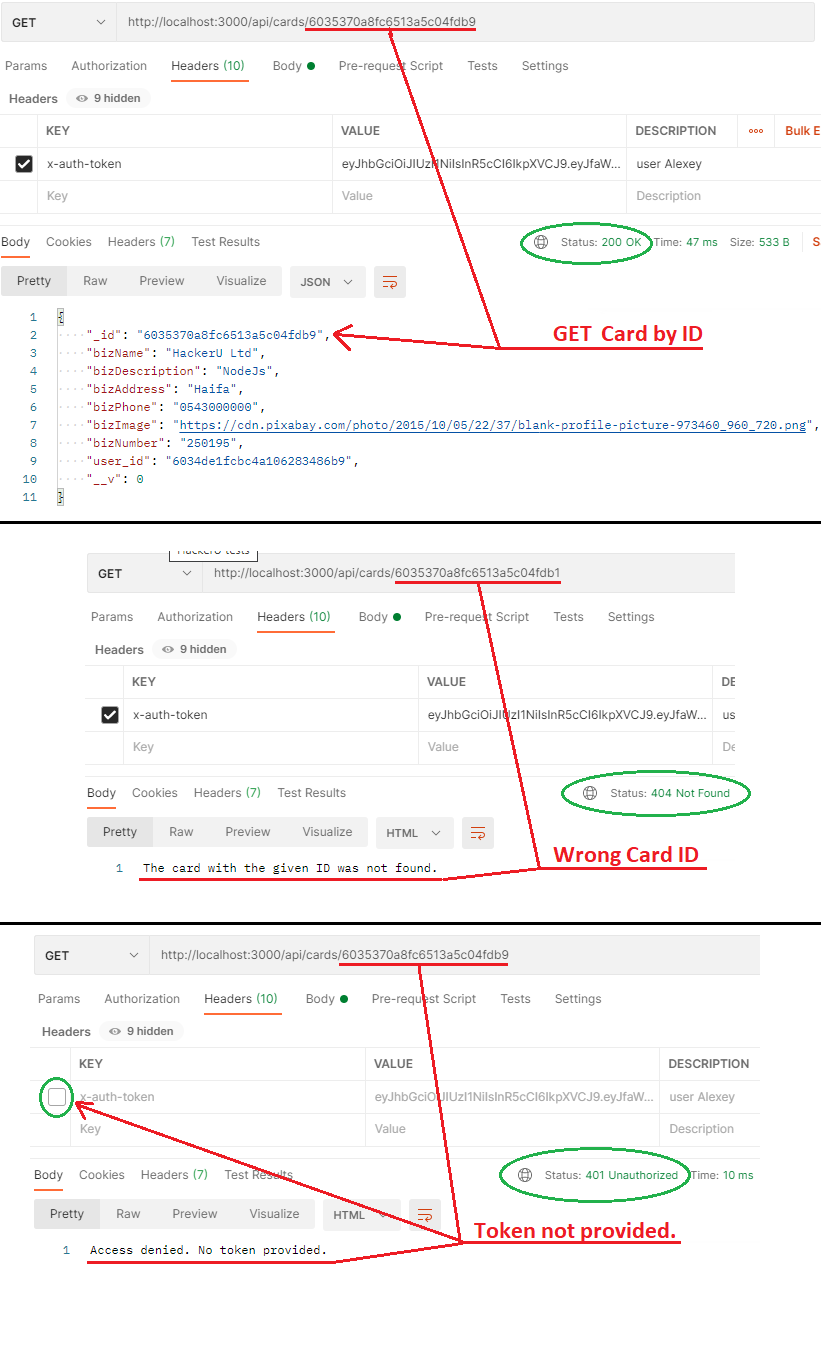 GET http://localhost:3000/api/cards/6035370a8fc6513a5c04fdb9
Params Authorization Headers (10) Body Pre-request Script Tests Settings
Headers 9 hidden
KEY VALUE DESCRIPTION ooo Bulk E
x-auth-token eyJhbGciOiJIUzI1NiIsInR5cCI6IkpXVCJ9.eyJfaW... user Alexey
Key Value Description
Body Cookies Headers (7) Test Results Status: 200 OK Time: 47 ms Size: 533 B S
Pretty Raw Preview Visualize JSON
1 {
2 "_id": "6035370a8fc6513a5c04fdb9",
GET Card by ID
3 "bizName": "HackerU Ltd",
4 "bizDescription": "NodeJs",
5 "bizAddress": "Haifa",
6 "bizPhone": "0543000000",
7 "bizImage": "https://cdn.pixabay.com/photo/2015/10/05/22/37/blank-profile-picture-973460_960_720.png",
8 "bizNumber": "250195",
9 "user_id": "6034de1fcbc4a106283486b9",
10 "__v": 0
11 }
HackerU tests
GET http://localhost:3000/api/cards/6035370a8fc6513a5c04fdb1
Params Authorization Headers (10) Body Pre-request Script Tests Settings
Headers 9 hidden
KEY VALUE DE
x-auth-token eyJhbGciOiJIUzI1NiIsInR5cCI6IkpXVCJ9.eyJfaW... us
Key Value De
Body Cookies Headers (7) Test Results Status: 404 Not Found
Pretty Raw Preview Visualize HTML
1 The card with the given ID was not found.
Wrong Card ID
GET http://localhost:3000/api/cards/6035370a8fc6513a5c04fdb9
Params Authorization Headers (10) Body Pre-request Script Tests Settings
Headers 9 hidden
KEY VALUE DESCRIPTION
x-auth-token eyJhbGciOiJIUzI1NiIsInR5cCI6IkpXVCJ9.eyJfaW... user Alexey
Key Value Description
Body Cookies Headers (7) Test Results Status: 401 Unauthorized Time: 10 ms
Pretty Raw Preview Visualize HTML
Token not provided.
1 Access denied. No token provided.